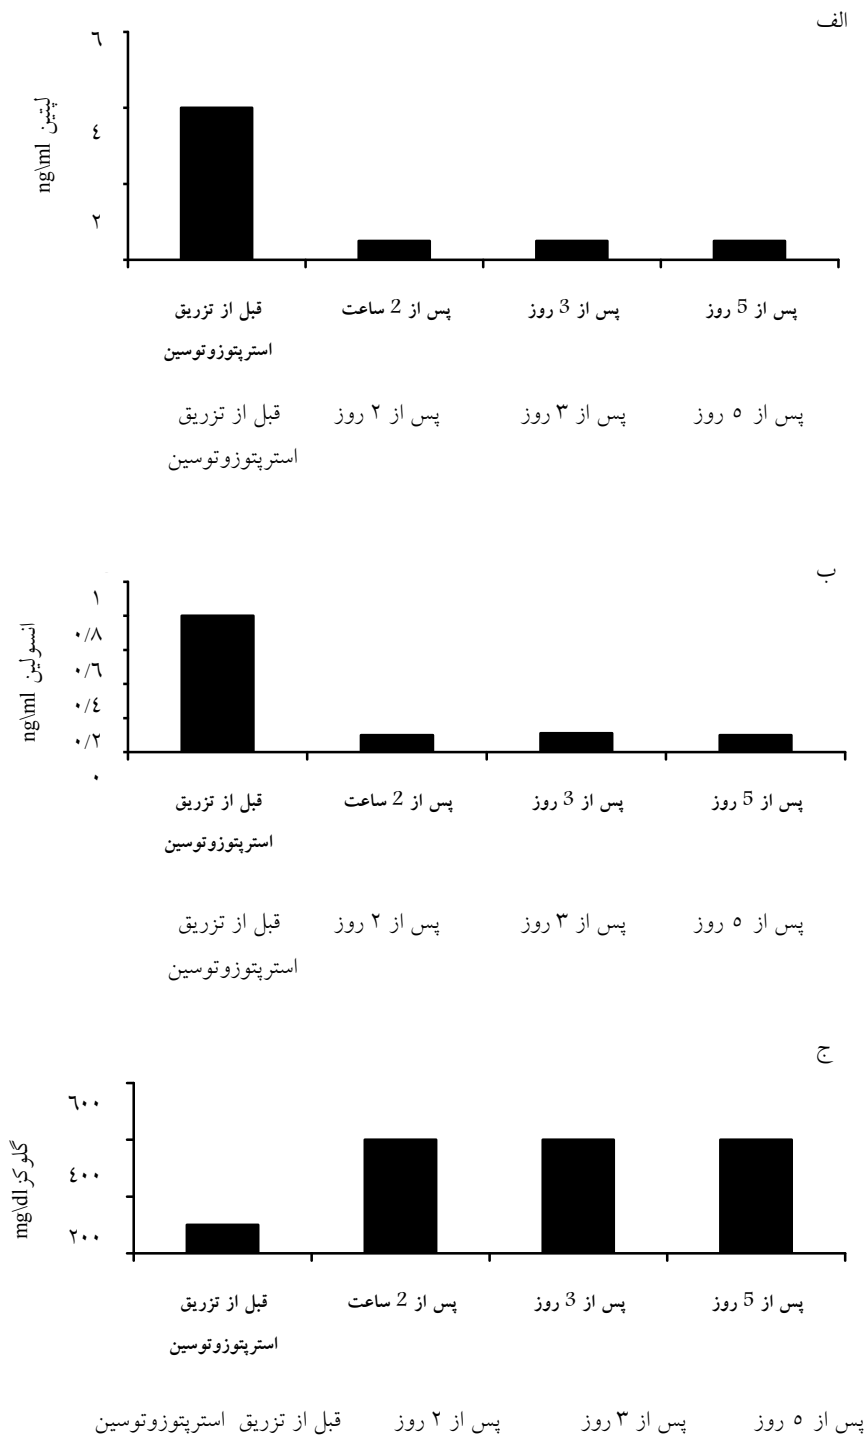 الف
٦
٤
٢
لپتین ng\ml
قبل از تزریق استرپتوزوتوسین
پس از 2 ساعت
پس از 3 روز
پس از 5 روز
قبل از تزریق استرپتوزوتوسین
پس از ٢ روز
پس از ٣ روز
پس از ٥ روز
ب
١
٠/٨
٠/٦
٠/٤
٠/٢
٠
انسولین ng\ml
قبل از تزریق استرپتوزوتوسین
پس از 2 ساعت
پس از 3 روز
پس از 5 روز
قبل از تزریق استرپتوزوتوسین
پس از ٢ روز
پس از ٣ روز
پس از ٥ روز
ج
٦٠٠
٤٠٠
٢٠٠
گلوکز mg\dl
قبل از تزریق استرپتوزوتوسین
پس از 2 ساعت
پس از 3 روز
پس از 5 روز
قبل از تزریق استرپتوزوتوسین
پس از ٢ روز
پس از ٣ روز
پس از ٥ روز